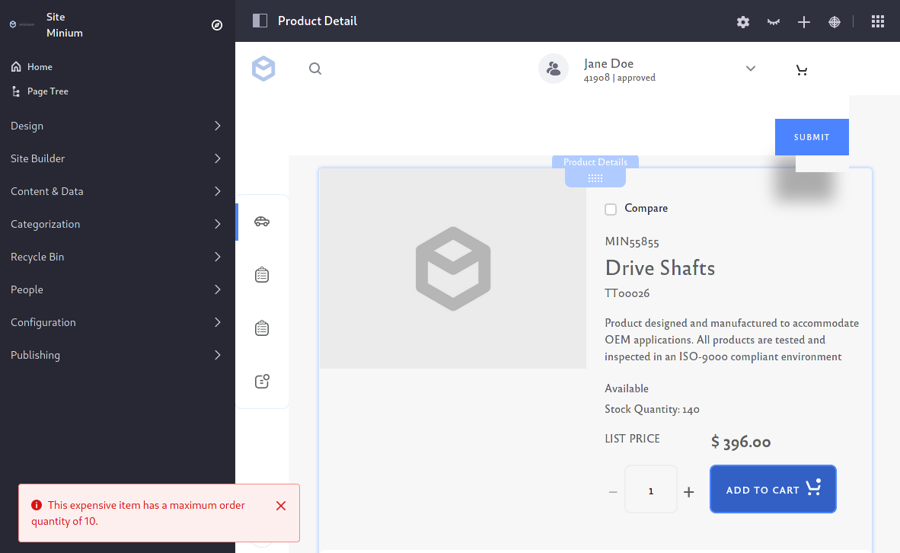 Site
Minium
Home
Page Tree
Design
Site Builder
Content & Data
Categorization
Recycle Bin
People
Configuration
Publishing
This expensive item has a maximum order
quantity of 10.
Product Detail
Jane Doe
41908 | approved
SUBMIT
Product Details
Compare
MIN55855
Drive Shafts
TT00026
Product designed and manufactured to accommodate
OEM applications. All products are tested and
inspected in an ISO-9000 compliant environment
Available
Stock Quantity: 140
LIST PRICE $ 396.00
− 1 +
ADD TO CART